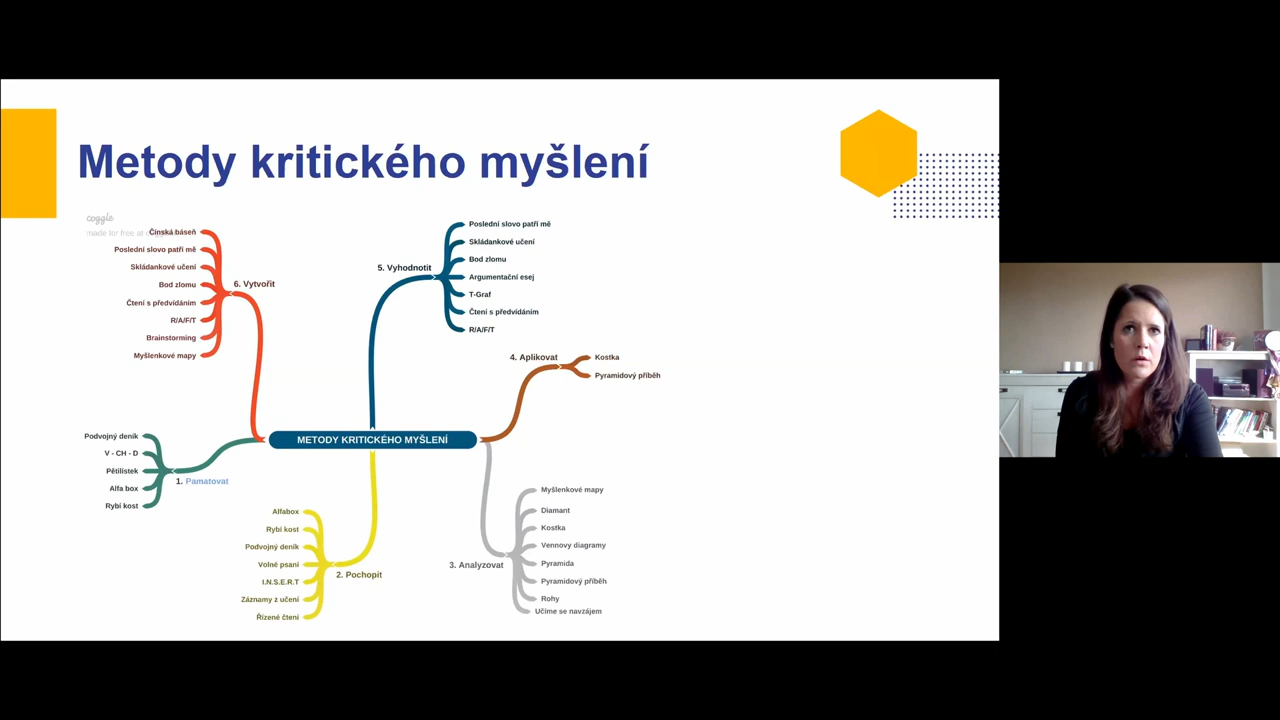 Metody kritického myšlení
coggle
made for free at
Čínská báseň
Poslední slovo patří mě
Skládankové učení
Bod zlomu
Čtení s předvídáním
R/A/F/T
Brainstorming
Myšlenkové mapy
6. Vytvořit
5. Vyhodnotit
Poslední slovo patří mě
Skládankové učení
Bod zlomu
Argumentační esej
T-Graf
Čtení s předvídáním
R/A/F/T
4. Aplikovat
Kostka
Pyramidový příběh
METODY KRITICKÉHO MYŠLENÍ
Podvojný deník
V - CH - D
Pětilístek
Alfa box
Rybí kost
1. Pamatovat
Alfabox
Rybí kost
Podvojný deník
Volné psaní
I.N.S.E.R.T
Záznamy z učení
Řízené čtení
2. Pochopit
3. Analyzovat
Myšlenkové mapy
Diamant
Kostka
Vennovy diagramy
Pyramida
Pyramidový příběh
Rohy
Učíme se navzájem